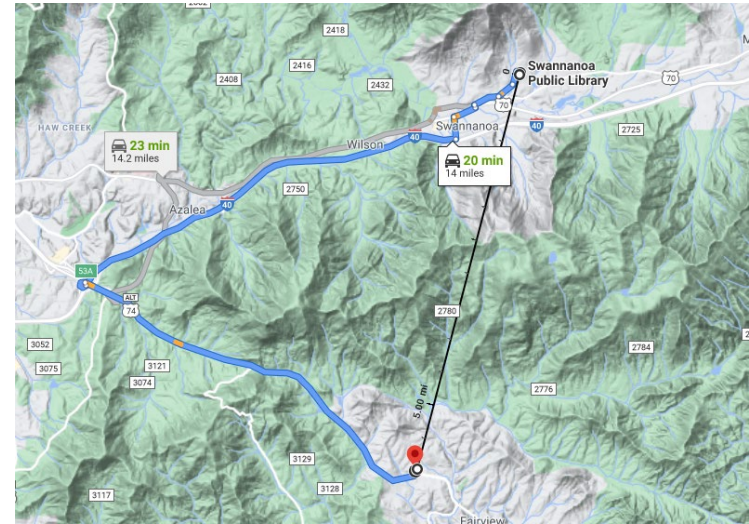 2418
2416
2408
2432
0
Swannanoa
Public Library
70
70
HAW CREEK
Swannanoa
40
40
2725
Wilson
23 min
14.2 miles
20 min
14 miles
2750
40
Azalea
53A
ALT
74
2780
3052
3121
2784
3075
3074
2776
5.00 mi
3129
3128
3117
Fairview